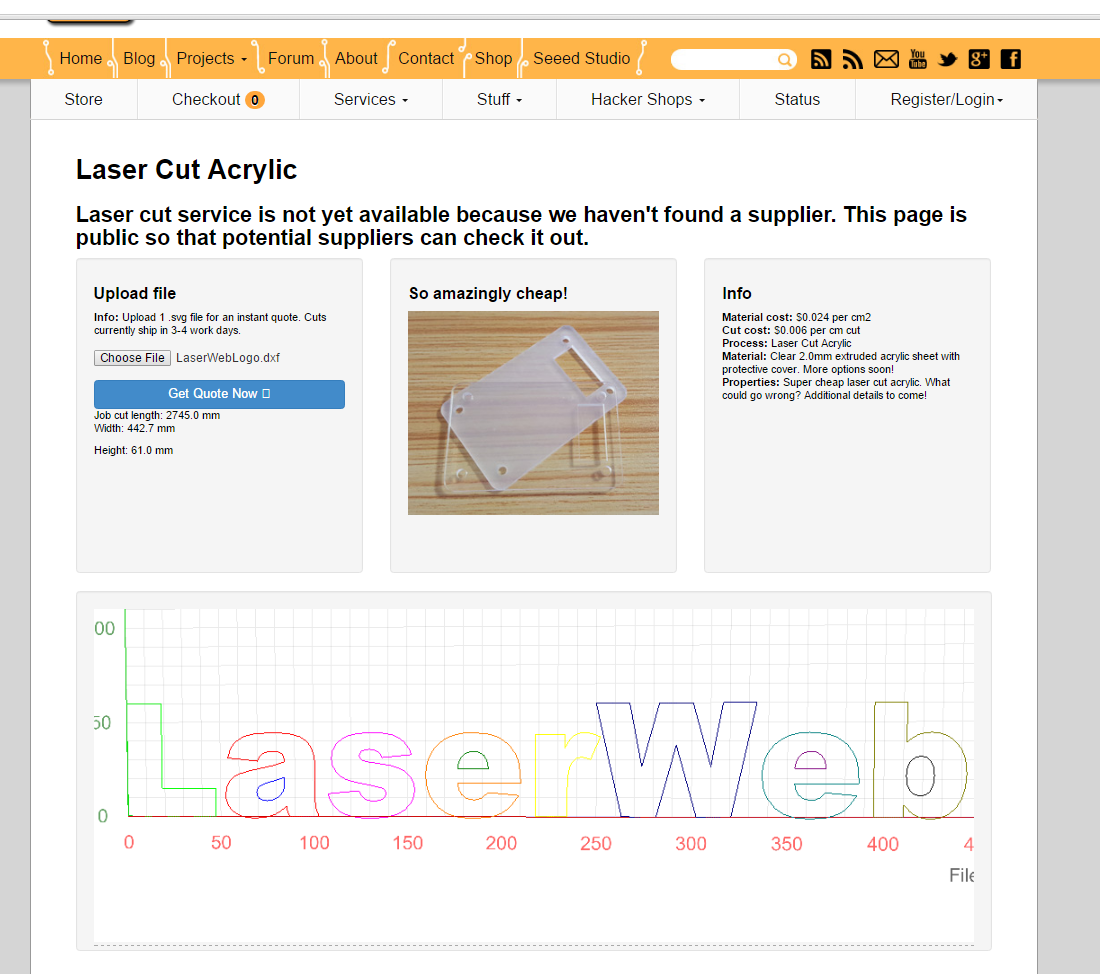 Home Blog Projects Forum About Contact Shop Seeed Studio You Tube g+ f
Store Checkout 0 Services Stuff Hacker Shops Status Register/Login
Laser Cut Acrylic
Laser cut service is not yet available because we haven't found a supplier. This page is
public so that potential suppliers can check it out.
Upload file
Info: Upload 1 .svg file for an instant quote. Cuts
currently ship in 3-4 work days.
Choose File LaserWebLogo.dxf
Get Quote Now
Job cut length: 2745.0 mm
Width: 442.7 mm
Height: 61.0 mm
So amazingly cheap!
Info
Material cost: $0.024 per cm2
Cut cost: $0.006 per cm cut
Process: Laser Cut Acrylic
Material: Clear 2.0mm extruded acrylic sheet with
protective cover. More options soon!
Properties: Super cheap laser cut acrylic. What
could go wrong? Additional details to come!
00
50
0
LaserWeb
0 50 100 150 200 250 300 350 400 4
File